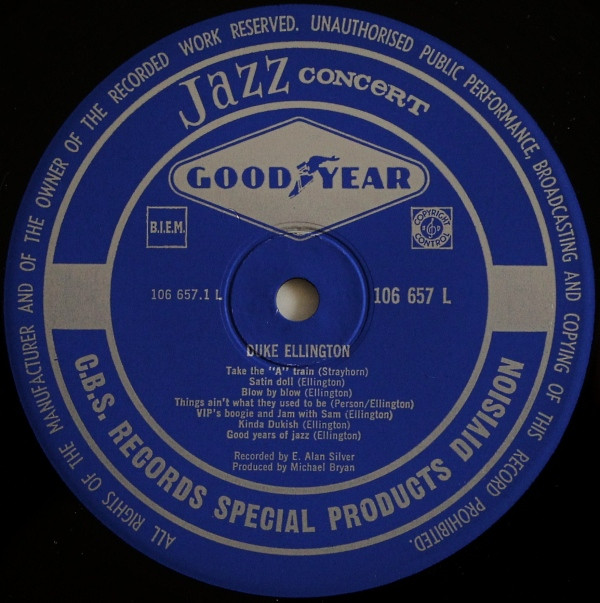 ALL RIGHTS OF THE MANUFACTURER AND OF THE OWNER OF THE RECORDED WORK RESERVED. UNAUTHORISED PUBLIC PERFORMANCE, BROADCASTING AND COPYING OF THIS RECORD PROHIBITED.
Jazz CONCERT
GOOD YEAR
B.I.E.M.
COPYRIGHT CONTROL
106 657.1 L
106 657 L
DUKE ELLINGTON
Take the "A" train (Strayhorn)
Satin doll (Ellington)
Blow by blow (Ellington)
Things ain't what they used to be (Person/Ellington)
VIP's boogie and Jam with Sam (Ellington)
Kinda Dukish (Ellington)
Good years of jazz (Ellington)
Recorded by E. Alan Silver
Produced by Michael Bryan
C.B.S. RECORDS SPECIAL PRODUCTS DIVISION